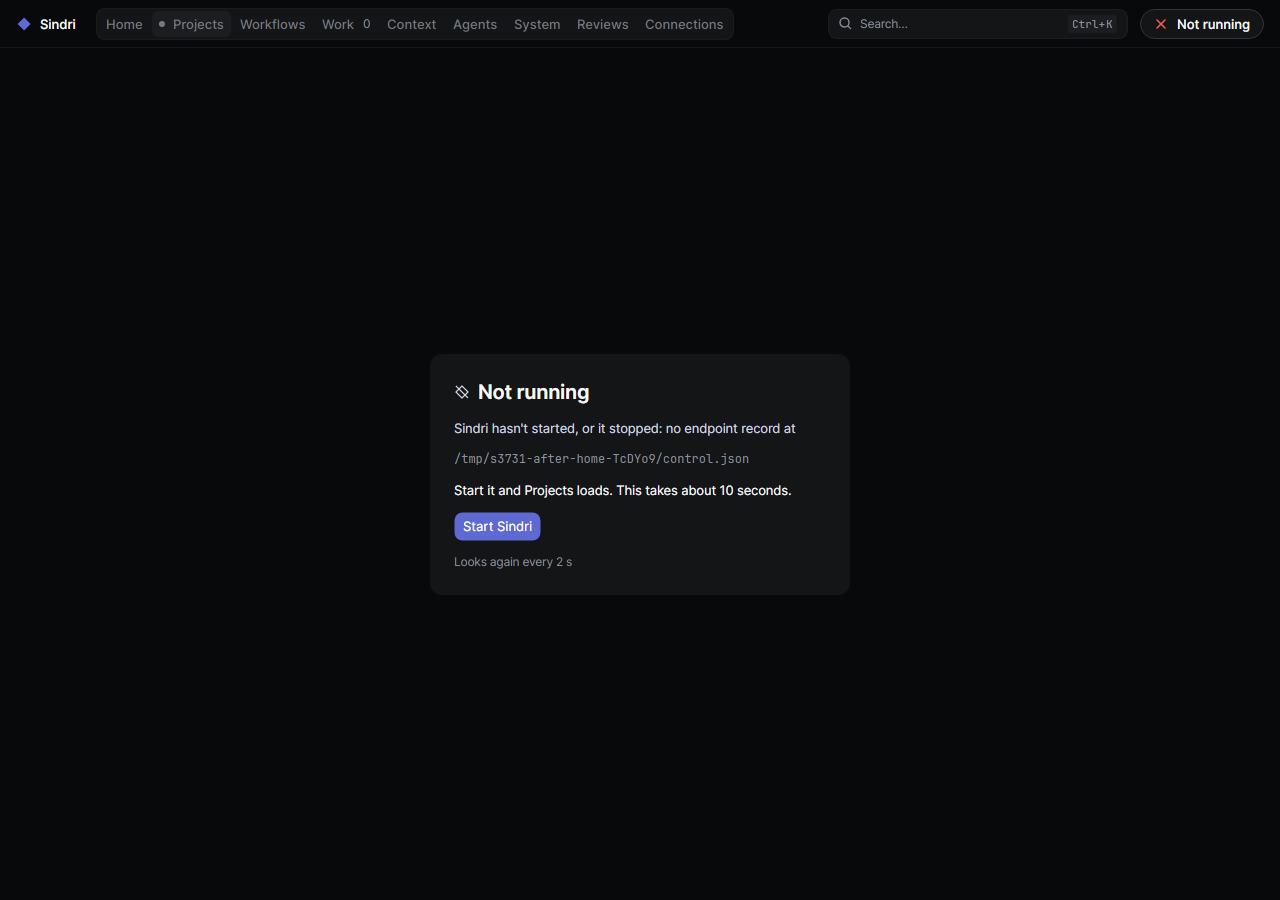 Sindri
Home Projects Workflows Work 0 Context Agents System Reviews Connections
Search... Ctrl+K
Not running
Not running
Sindri hasn't started, or it stopped: no endpoint record at
/tmp/s3731-after-home-TcDYo9/control.json
Start it and Projects loads. This takes about 10 seconds.
Start Sindri
Looks again every 2 s